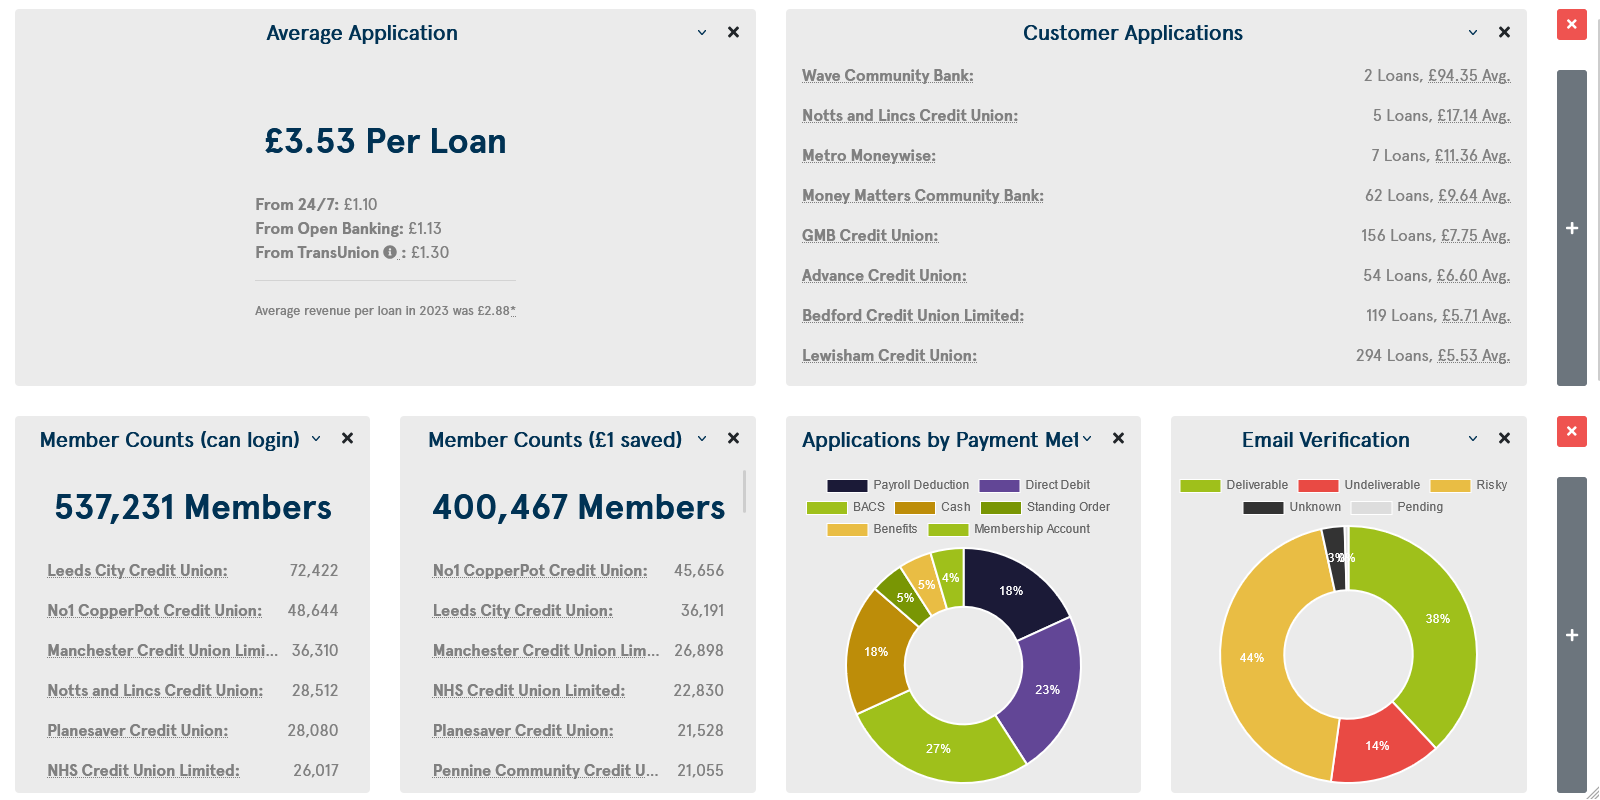 Average Application
£3.53 Per Loan
From 24/7: £1.10
From Open Banking: £1.13
From TransUnion : £1.30
Average revenue per loan in 2023 was £2.88*
Customer Applications
Wave Community Bank: 2 Loans, £94.35 Avg.
Notts and Lincs Credit Union: 5 Loans, £17.14 Avg.
Metro Moneywise: 7 Loans, £11.36 Avg.
Money Matters Community Bank: 62 Loans, £9.64 Avg.
GMB Credit Union: 156 Loans, £7.75 Avg.
Advance Credit Union: 54 Loans, £6.60 Avg.
Bedford Credit Union Limited: 119 Loans, £5.71 Avg.
Lewisham Credit Union: 294 Loans, £5.53 Avg.
Member Counts (can login)
537,231 Members
Leeds City Credit Union: 72,422
No1 CopperPot Credit Union: 48,644
Manchester Credit Union Limi... 36,310
Notts and Lincs Credit Union: 28,512
Planesaver Credit Union: 28,080
NHS Credit Union Limited: 26,017
Member Counts (£1 saved)
400,467 Members
No1 CopperPot Credit Union: 45,656
Leeds City Credit Union: 36,191
Manchester Credit Union Lim... 26,898
NHS Credit Union Limited: 22,830
Planesaver Credit Union: 21,528
Pennine Community Credit U... 21,055
Applications by Payment Met
Payroll Deduction Direct Debit
BACS Cash Standing Order
Benefits Membership Account
4% 18%
5%
5%
18%
23%
27%
Email Verification
Deliverable Undeliverable Risky
Unknown Pending
3%
38%
44%
14%